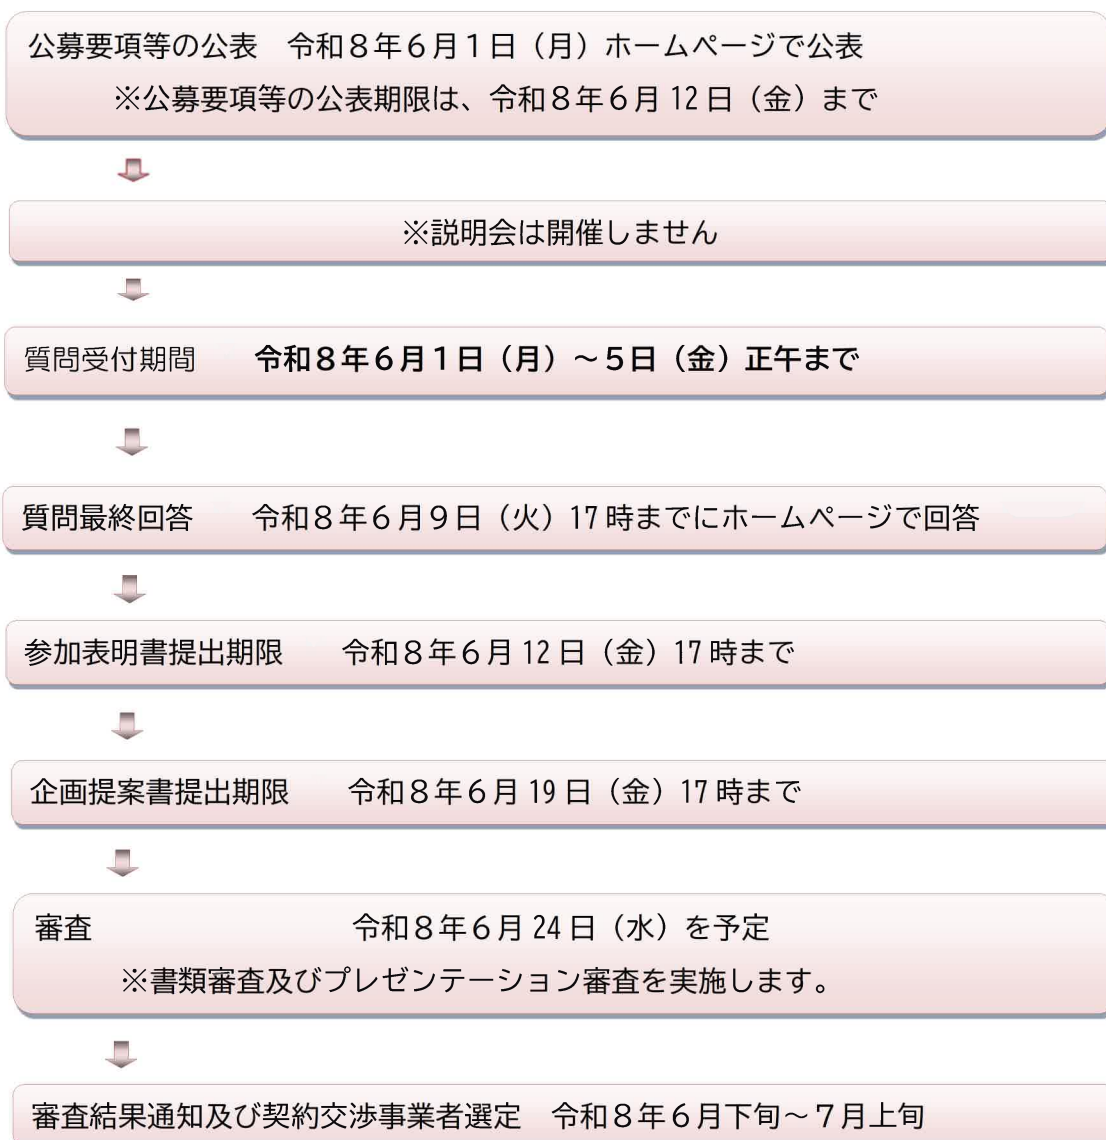 公募要項等の公表　令和８年６月１日（月）ホームページで公表
※公募要項等の公表期限は、令和８年６月 12 日（金）まで
※説明会は開催しません
質問受付期間　　令和８年６月１日（月）～５日（金）正午まで
質問最終回答　　令和８年６月９日（火）17 時までにホームページで回答
参加表明書提出期限　　令和８年６月 12 日（金）17 時まで
企画提案書提出期限　　令和８年６月 19 日（金）17 時まで
審査　　　　　　　　　令和８年６月 24 日（水）を予定
※書類審査及びプレゼンテーション審査を実施します。
審査結果通知及び契約交渉事業者選定　令和８年６月下旬～７月上旬